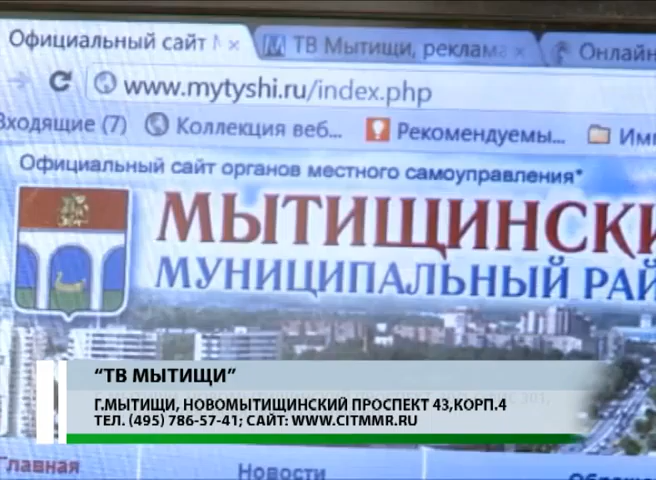 Официальный сайт
ТВ Мытищи, реклама
Онлайн
www.mytyshi.ru/index.php
Входящие (7)
Коллекция веб...
Рекомендуемы...
Официальный сайт органов местного самоуправления*
МЫТИЩИНСКИ
МУНИЦИПАЛЬНЫЙ РАЙ
“ТВ МЫТИЩИ”
Г.МЫТИЩИ, НОВОМЫТИЩИНСКИЙ ПРОСПЕКТ 43,КОРП.4
ТЕЛ. (495) 786-57-41; САЙТ: WWW.CITMMR.RU
Главная
Новости